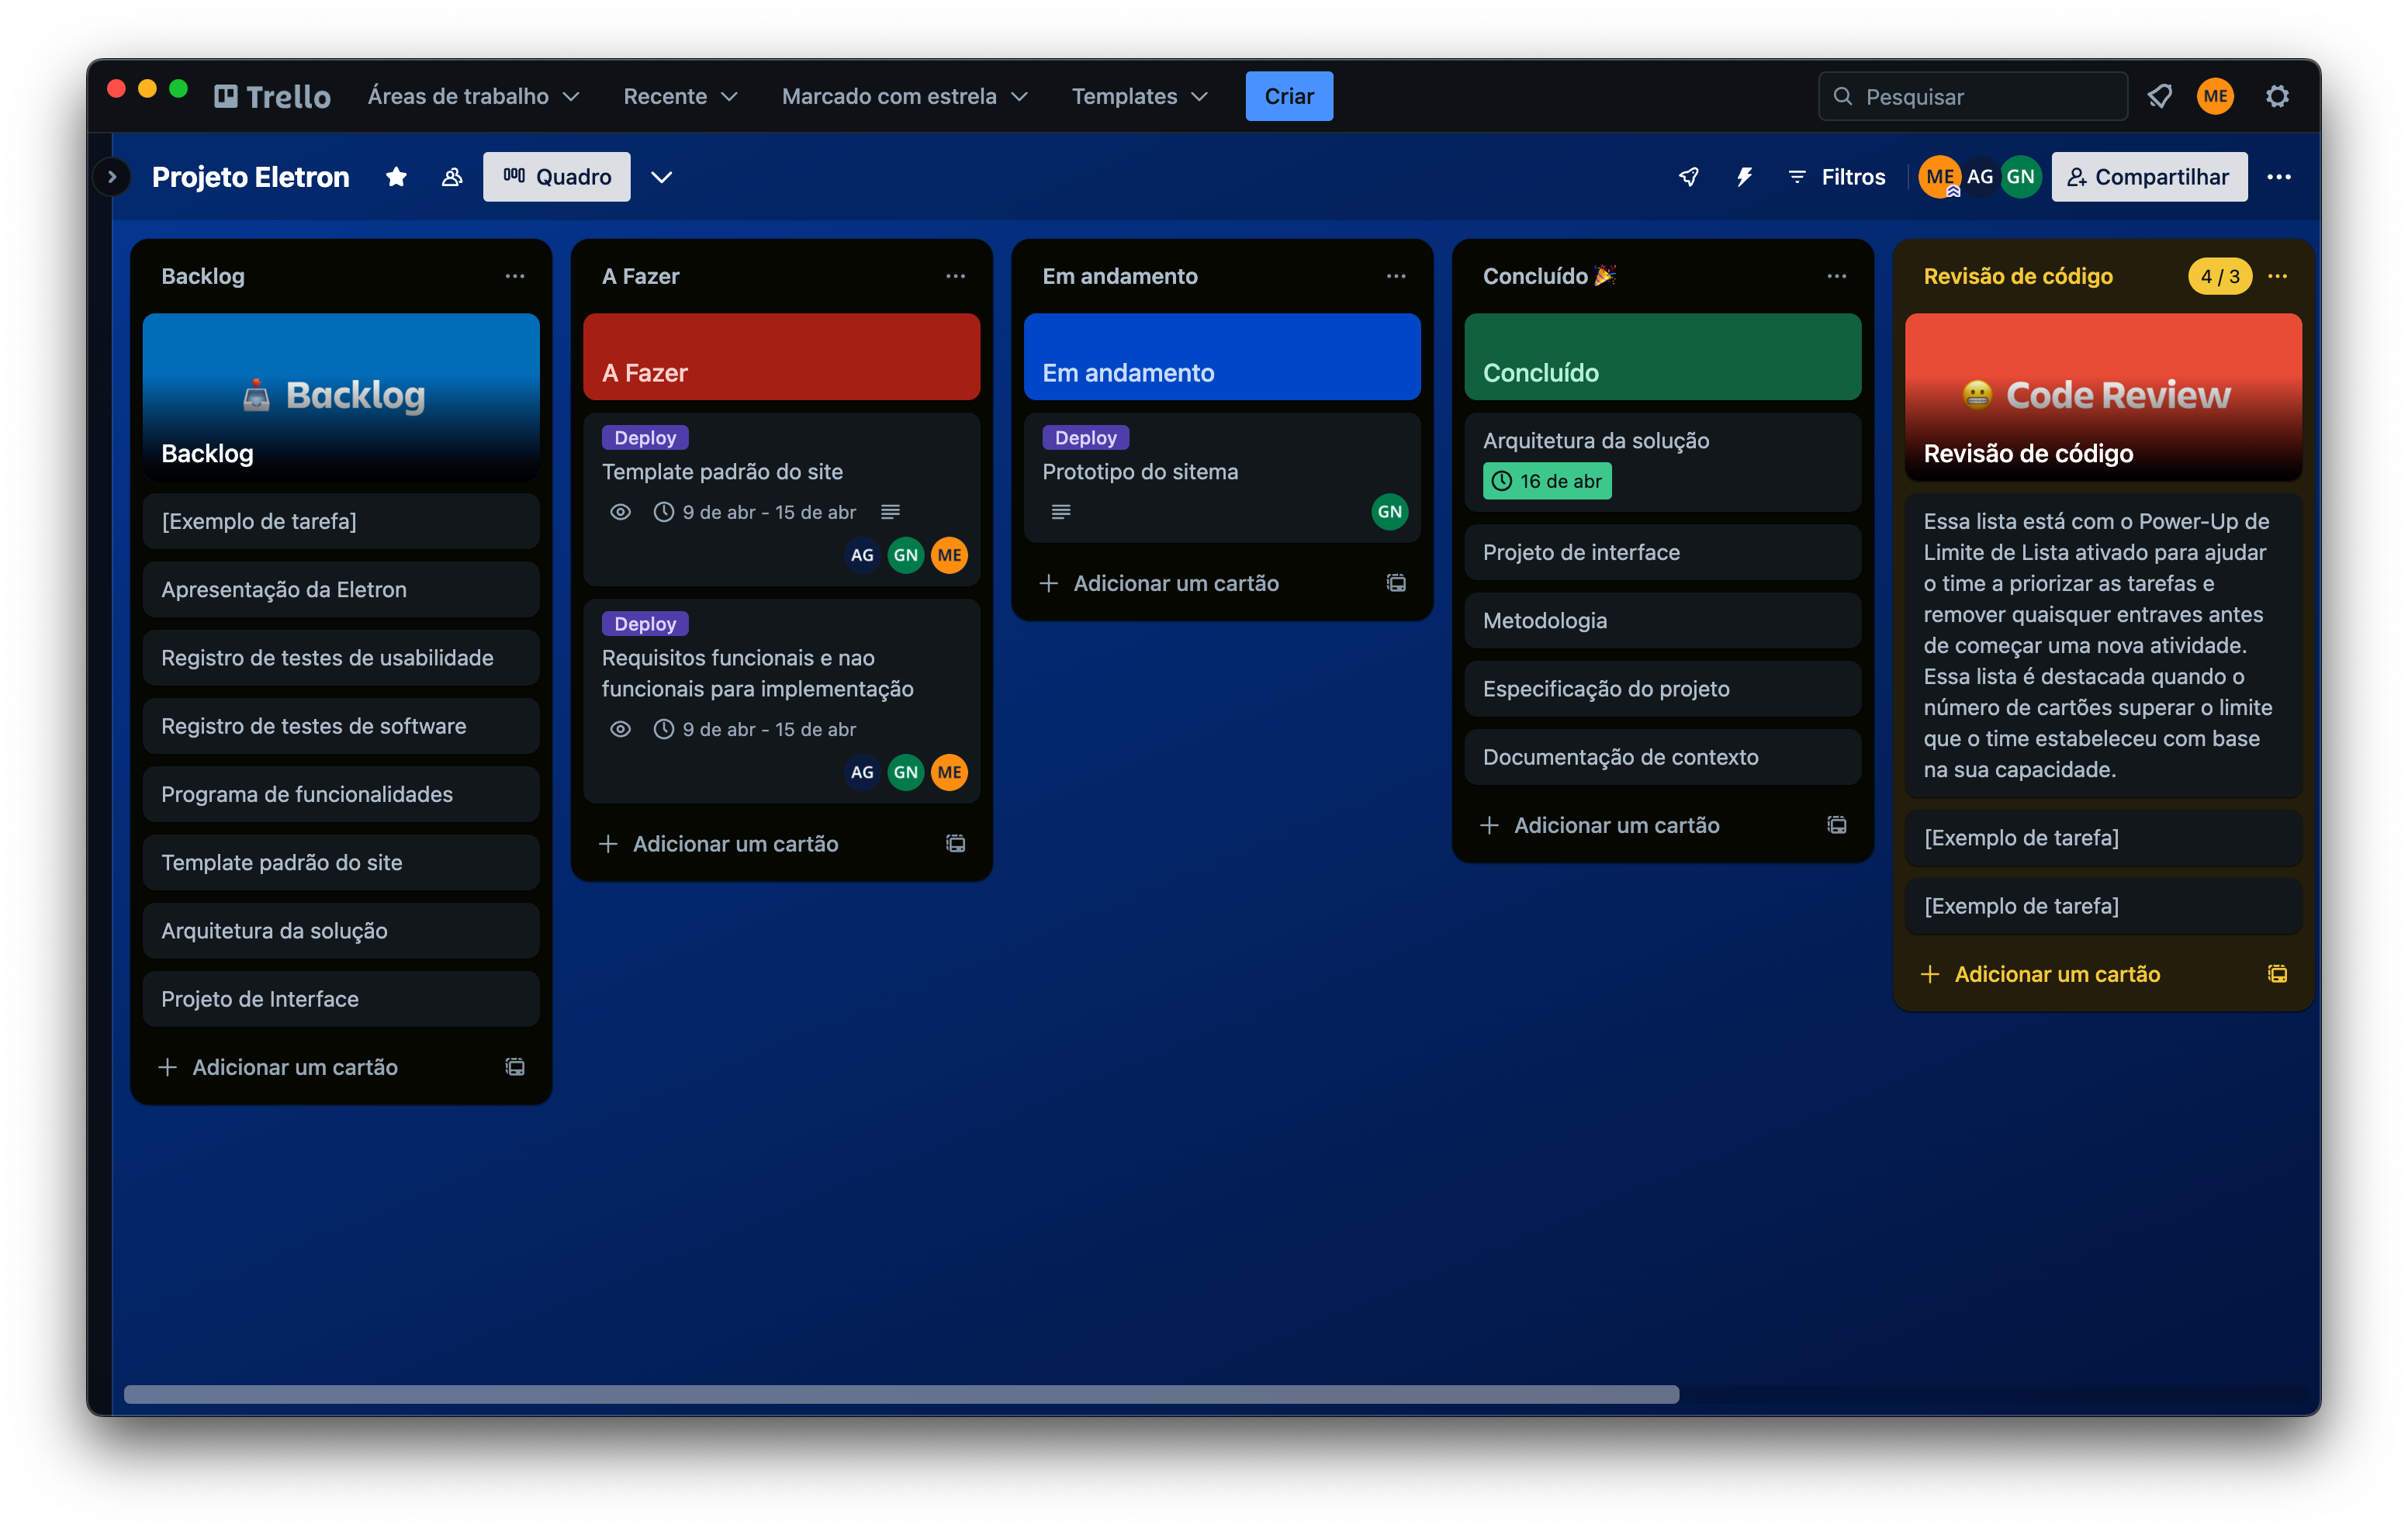 Trello
Áreas de trabalho
Recente
Marcado com estrela
Templates
Criar
Pesquisar
ME
Projeto Eletron
Quadro
Filtros
ME
AG
GN
Compartilhar
Backlog
Backlog
Backlog
[Exemplo de tarefa]
Apresentação da Eletron
Registro de testes de usabilidade
Registro de testes de software
Programa de funcionalidades
Template padrão do site
Arquitetura da solução
Projeto de Interface
Adicionar um cartão
A Fazer
A Fazer
Deploy
Template padrão do site
9 de abr - 15 de abr
AG GN ME
Deploy
Requisitos funcionais e nao
funcionais para implementação
9 de abr - 15 de abr
AG GN ME
Adicionar um cartão
Em andamento
Em andamento
Deploy
Prototipo do sitema
GN
Adicionar um cartão
Concluído 🎉
Concluído
Arquitetura da solução
16 de abr
Projeto de interface
Metodologia
Especificação do projeto
Documentação de contexto
Adicionar um cartão
Revisão de código
4 / 3
😬 Code Review
Revisão de código
Essa lista está com o Power-Up de
Limite de Lista ativado para ajudar
o time a priorizar as tarefas e
remover quaisquer entraves antes
de começar uma nova atividade.
Essa lista é destacada quando o
número de cartões superar o limite
que o time estabeleceu com base
na sua capacidade.
[Exemplo de tarefa]
[Exemplo de tarefa]
Adicionar um cartão